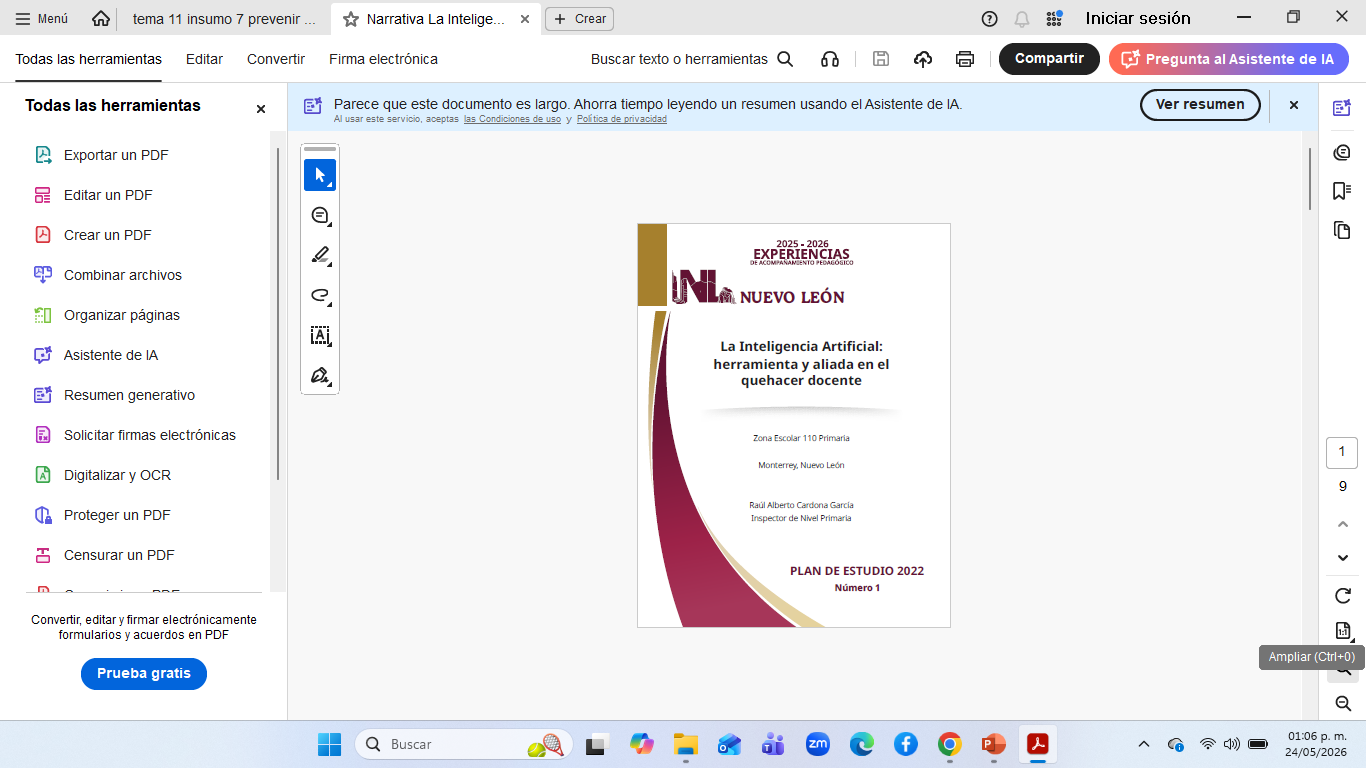 Menú
tema 11 insumo 7 prevenir ...
Narrativa La Intelige...
Crear
Iniciar sesión
Todas las herramientas
Editar
Convertir
Firma electrónica
Buscar texto o herramientas
Compartir
Pregunta al Asistente de IA
Todas las herramientas
Parece que este documento es largo. Ahorra tiempo leyendo un resumen usando el Asistente de IA.
Al usar este servicio, aceptas las Condiciones de uso y Política de privacidad
Ver resumen
Exportar un PDF
Editar un PDF
Crear un PDF
Combinar archivos
Organizar páginas
Asistente de IA
Resumen generativo
Solicitar firmas electrónicas
Digitalizar y OCR
Proteger un PDF
Censurar un PDF
Convertir, editar y firmar electrónicamente
formularios y acuerdos en PDF
Prueba gratis
2025 - 2026
EXPERIENCIAS
DE ACOMPAÑAMIENTO PEDAGÓGICO
NL
NUEVO LEÓN
La Inteligencia Artificial:
herramienta y aliada en el
quehacer docente
Zona Escolar 110 Primaria
Monterrey, Nuevo León
Raúl Alberto Cardona García
Inspector de Nivel Primaria
PLAN DE ESTUDIO 2022
Número 1
1
9
1:1
Ampliar (Ctrl+0)
Buscar
zm
01:06 p. m.
24/05/2026